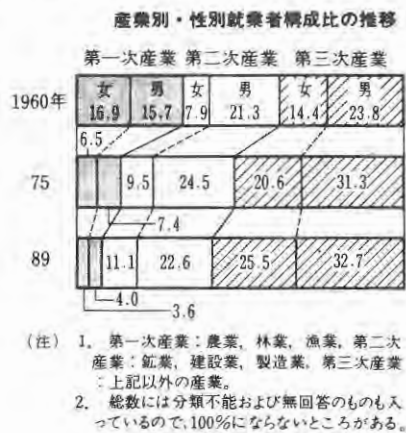 産業別・性別就業者構成比の推移
第一次産業 第二次産業 第三次産業
女 男 女 男 女 男
1960年 16.9 15.7 7.9 21.3 14.4 23.8
6.5
75 9.5 24.5 20.6 31.3
7.4
89 11.1 22.6 25.5 32.7
4.0
3.6
(注) 1. 第一次産業:農業,林業,漁業,第二次
産業:鉱業,建設業,製造業,第三次産業
:上記以外の産業。
2. 総数には分類不能および無回答のものも入
っているので,100%にならないところがある。